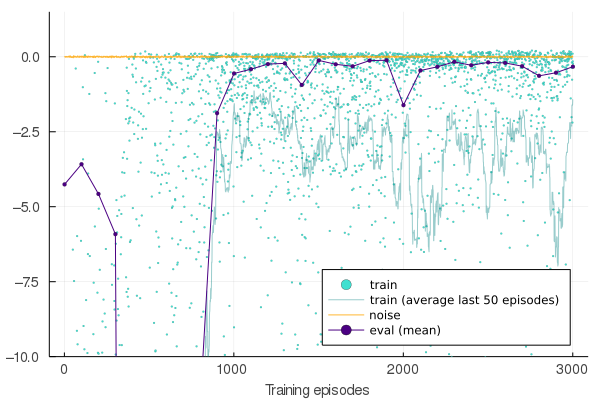 0.0
−2.5
−5.0
−7.5
−10.0
0
1000
2000
3000
Training episodes
train
train (average last 50 episodes)
noise
eval (mean)